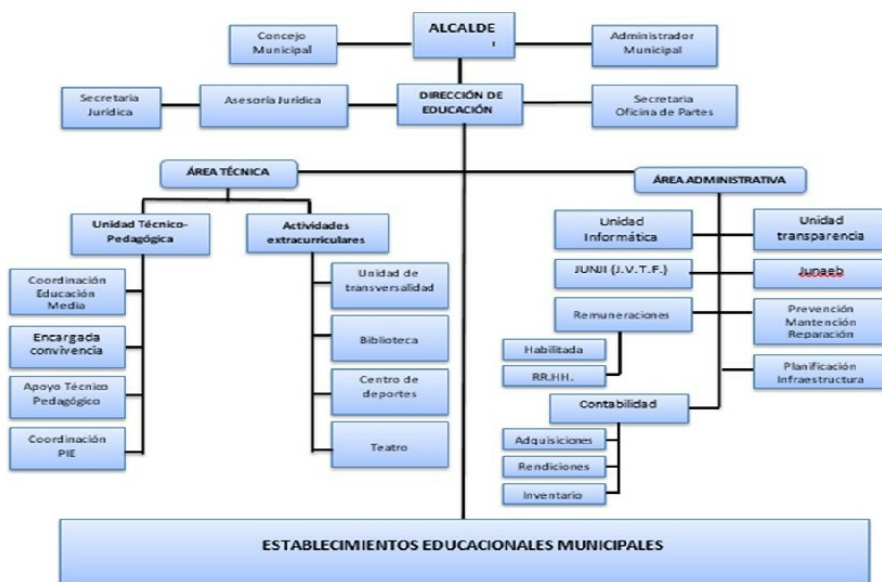 ALCALDE
Concejo
Municipal
Administrador
Municipal
Secretaria
Jurídica
Asesoría Jurídica
DIRECCIÓN DE
EDUCACIÓN
Secretaria
Oficina de Partes
ÁREA TÉCNICA
ÁREA ADMINISTRATIVA
Unidad Técnico-
Pedagógica
Actividades
extracurriculares
Coordinación
Educación
Media
Encargada
convivencia
Apoyo Técnico
Pedagógico
Coordinación
PIE
Unidad de
transversalidad
Biblioteca
Centro de
deportes
Teatro
Unidad
Informática
Unidad
transparencia
JUNJI (J.V.T.F.)
Junaeb
Remuneraciones
Prevención
Mantención
Reparación
Habilitada
RR.HH.
Planificación
Infraestructura
Contabilidad
Adquisiciones
Rendiciones
Inventario
ESTABLECIMIENTOS EDUCACIONALES MUNICIPALES